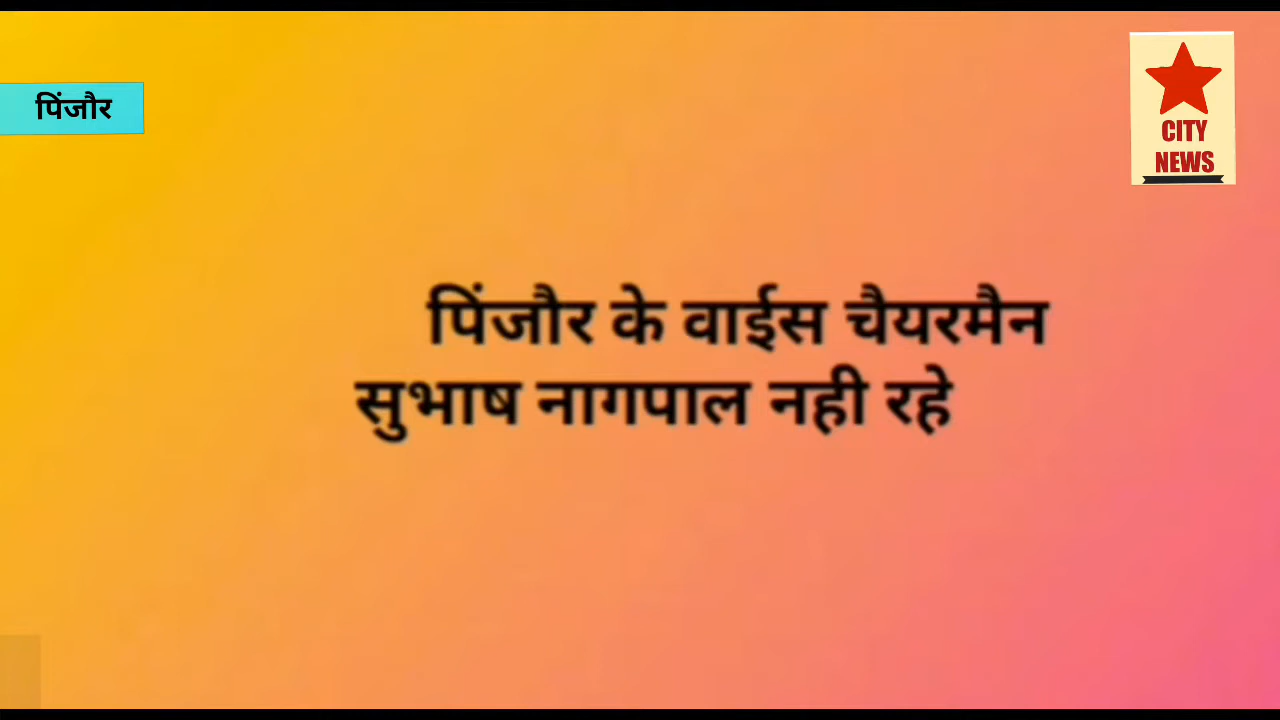 पिंजौर
CITY
NEWS
पिंजौर के वाईस चैयरमैन
सुभाष नागपाल नही रहे